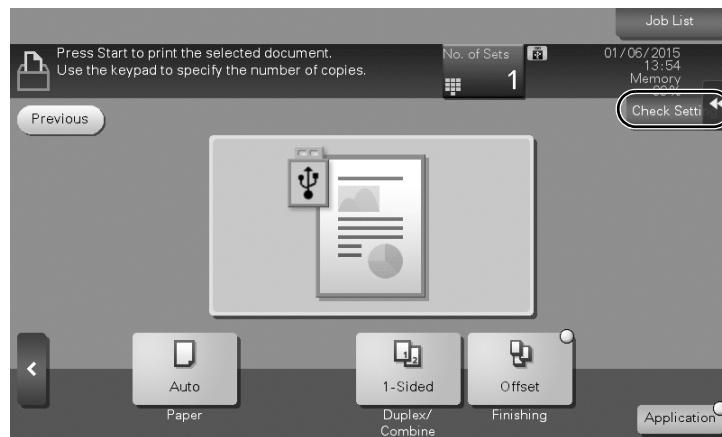 Job List
Press Start to print the selected document.
Use the keypad to specify the number of copies.
No. of Sets
1
01/06/2015
13:54
Memory
Previous
Check Setti
1 2
Auto
1-Sided
Offset
Paper
Duplex/
Combine
Finishing
Application